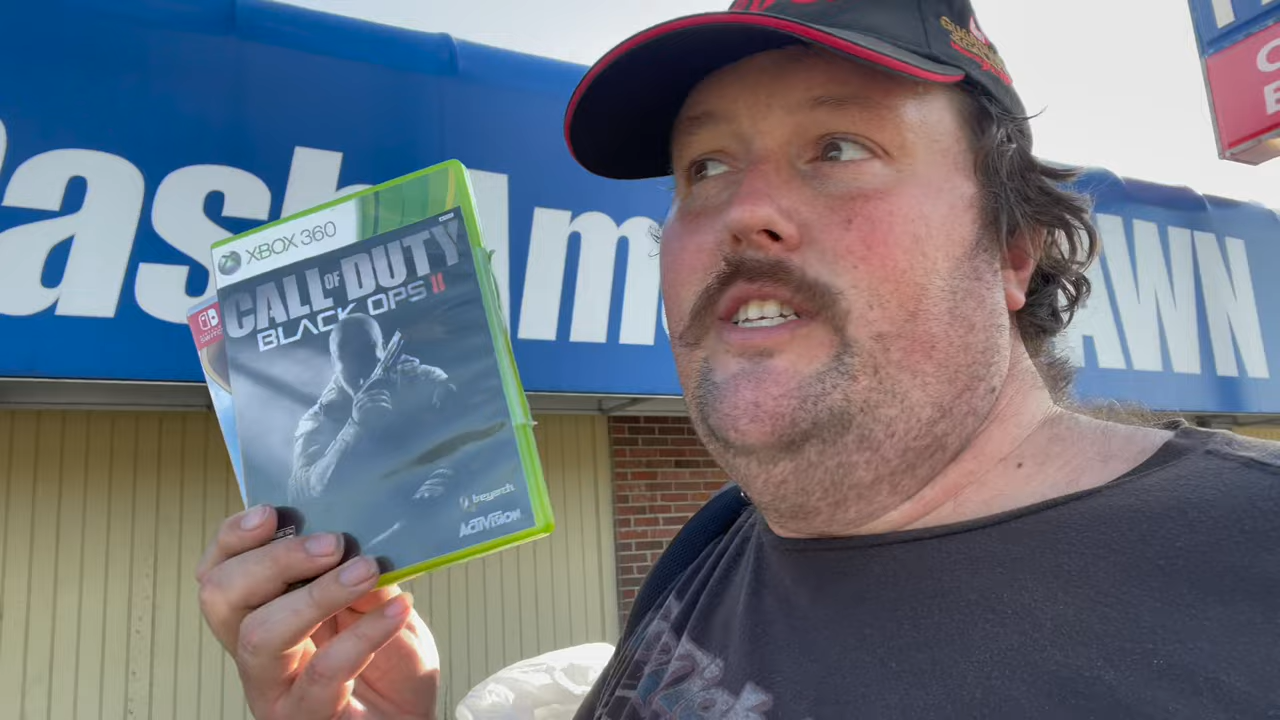 ash Am
AWN
XBOX 360
CALL OF DUTY
BLACK OPS II
treyarch
ACTIVISION